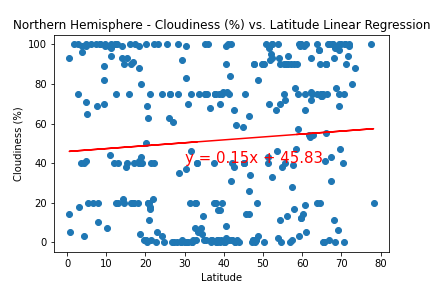 Northern Hemisphere - Cloudiness (%) vs. Latitude Linear Regression
100
80
60
40
20
0
Cloudiness (%)
y = 0.15x + 45.83
0 10 20 30 40 50 60 70 80
Latitude